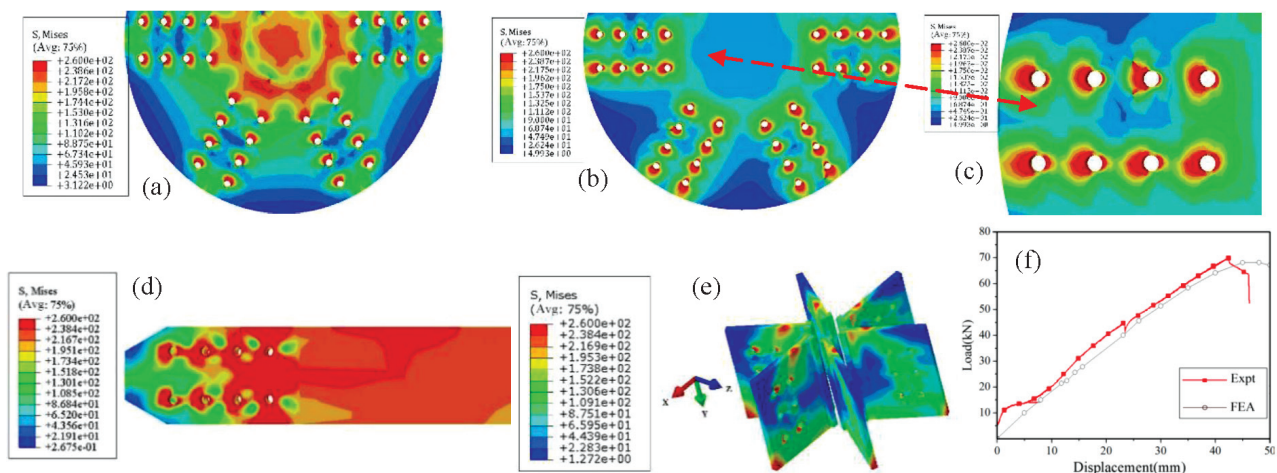 S, Mises
(Avg: 75%)
+2.600e+02
+2.386e+02
+2.172e+02
+1.958e+02
+1.744e+02
+1.530e+02
+1.316e+02
+1.102e+02
+8.875e+01
+6.734e+01
+4.593e+01
+2.453e+01
+3.122e+00
(a)
S, Mises
(Avg: 75%)
+2.600e+02
+2.387e+02
+2.175e+02
+1.962e+02
+1.750e+02
+1.537e+02
+1.325e+02
+1.112e+02
+9.000e+01
+6.874e+01
+4.749e+01
+2.624e+01
+4.993e+00
(b)
S, Mises
(Avg: 75%)
(c)
S, Mises
(Avg: 75%)
+2.600e+02
+2.384e+02
+2.167e+02
+1.951e+02
+1.734e+02
+1.518e+02
+1.301e+02
+1.085e+02
+8.684e+01
+6.520e+01
+4.356e+01
+2.191e+01
+2.675e-01
(d)
S, Mises
(Avg: 75%)
+2.600e+02
+2.384e+02
+2.169e+02
+1.953e+02
+1.738e+02
+1.522e+02
+1.306e+02
+1.091e+02
+8.751e+01
+6.595e+01
+4.439e+01
+2.283e+01
+1.272e+00
(e)
X
Y
Z
(f)
Load(kN)
80
70
60
50
40
30
20
10
Expt
FEA
0 10 20 30 40 50
Displacement(mm)